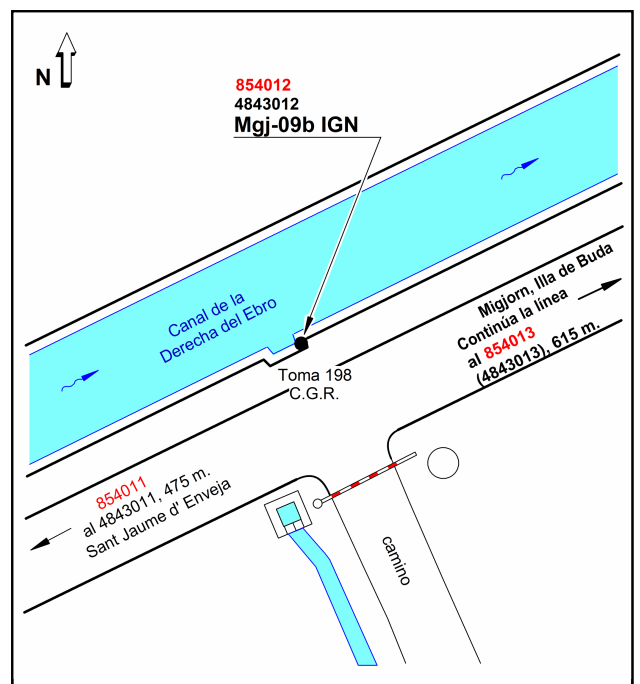 N
854012
4843012
Mgj-09b IGN
Canal de la
Derecha del Ebro
Migjorn, Illa de Buda
Continúa la línea
al 854013
(4843013), 615 m.
Toma 198
C.G.R.
854011
al 4843011, 475 m.
Sant Jaume d' Enveja
camino